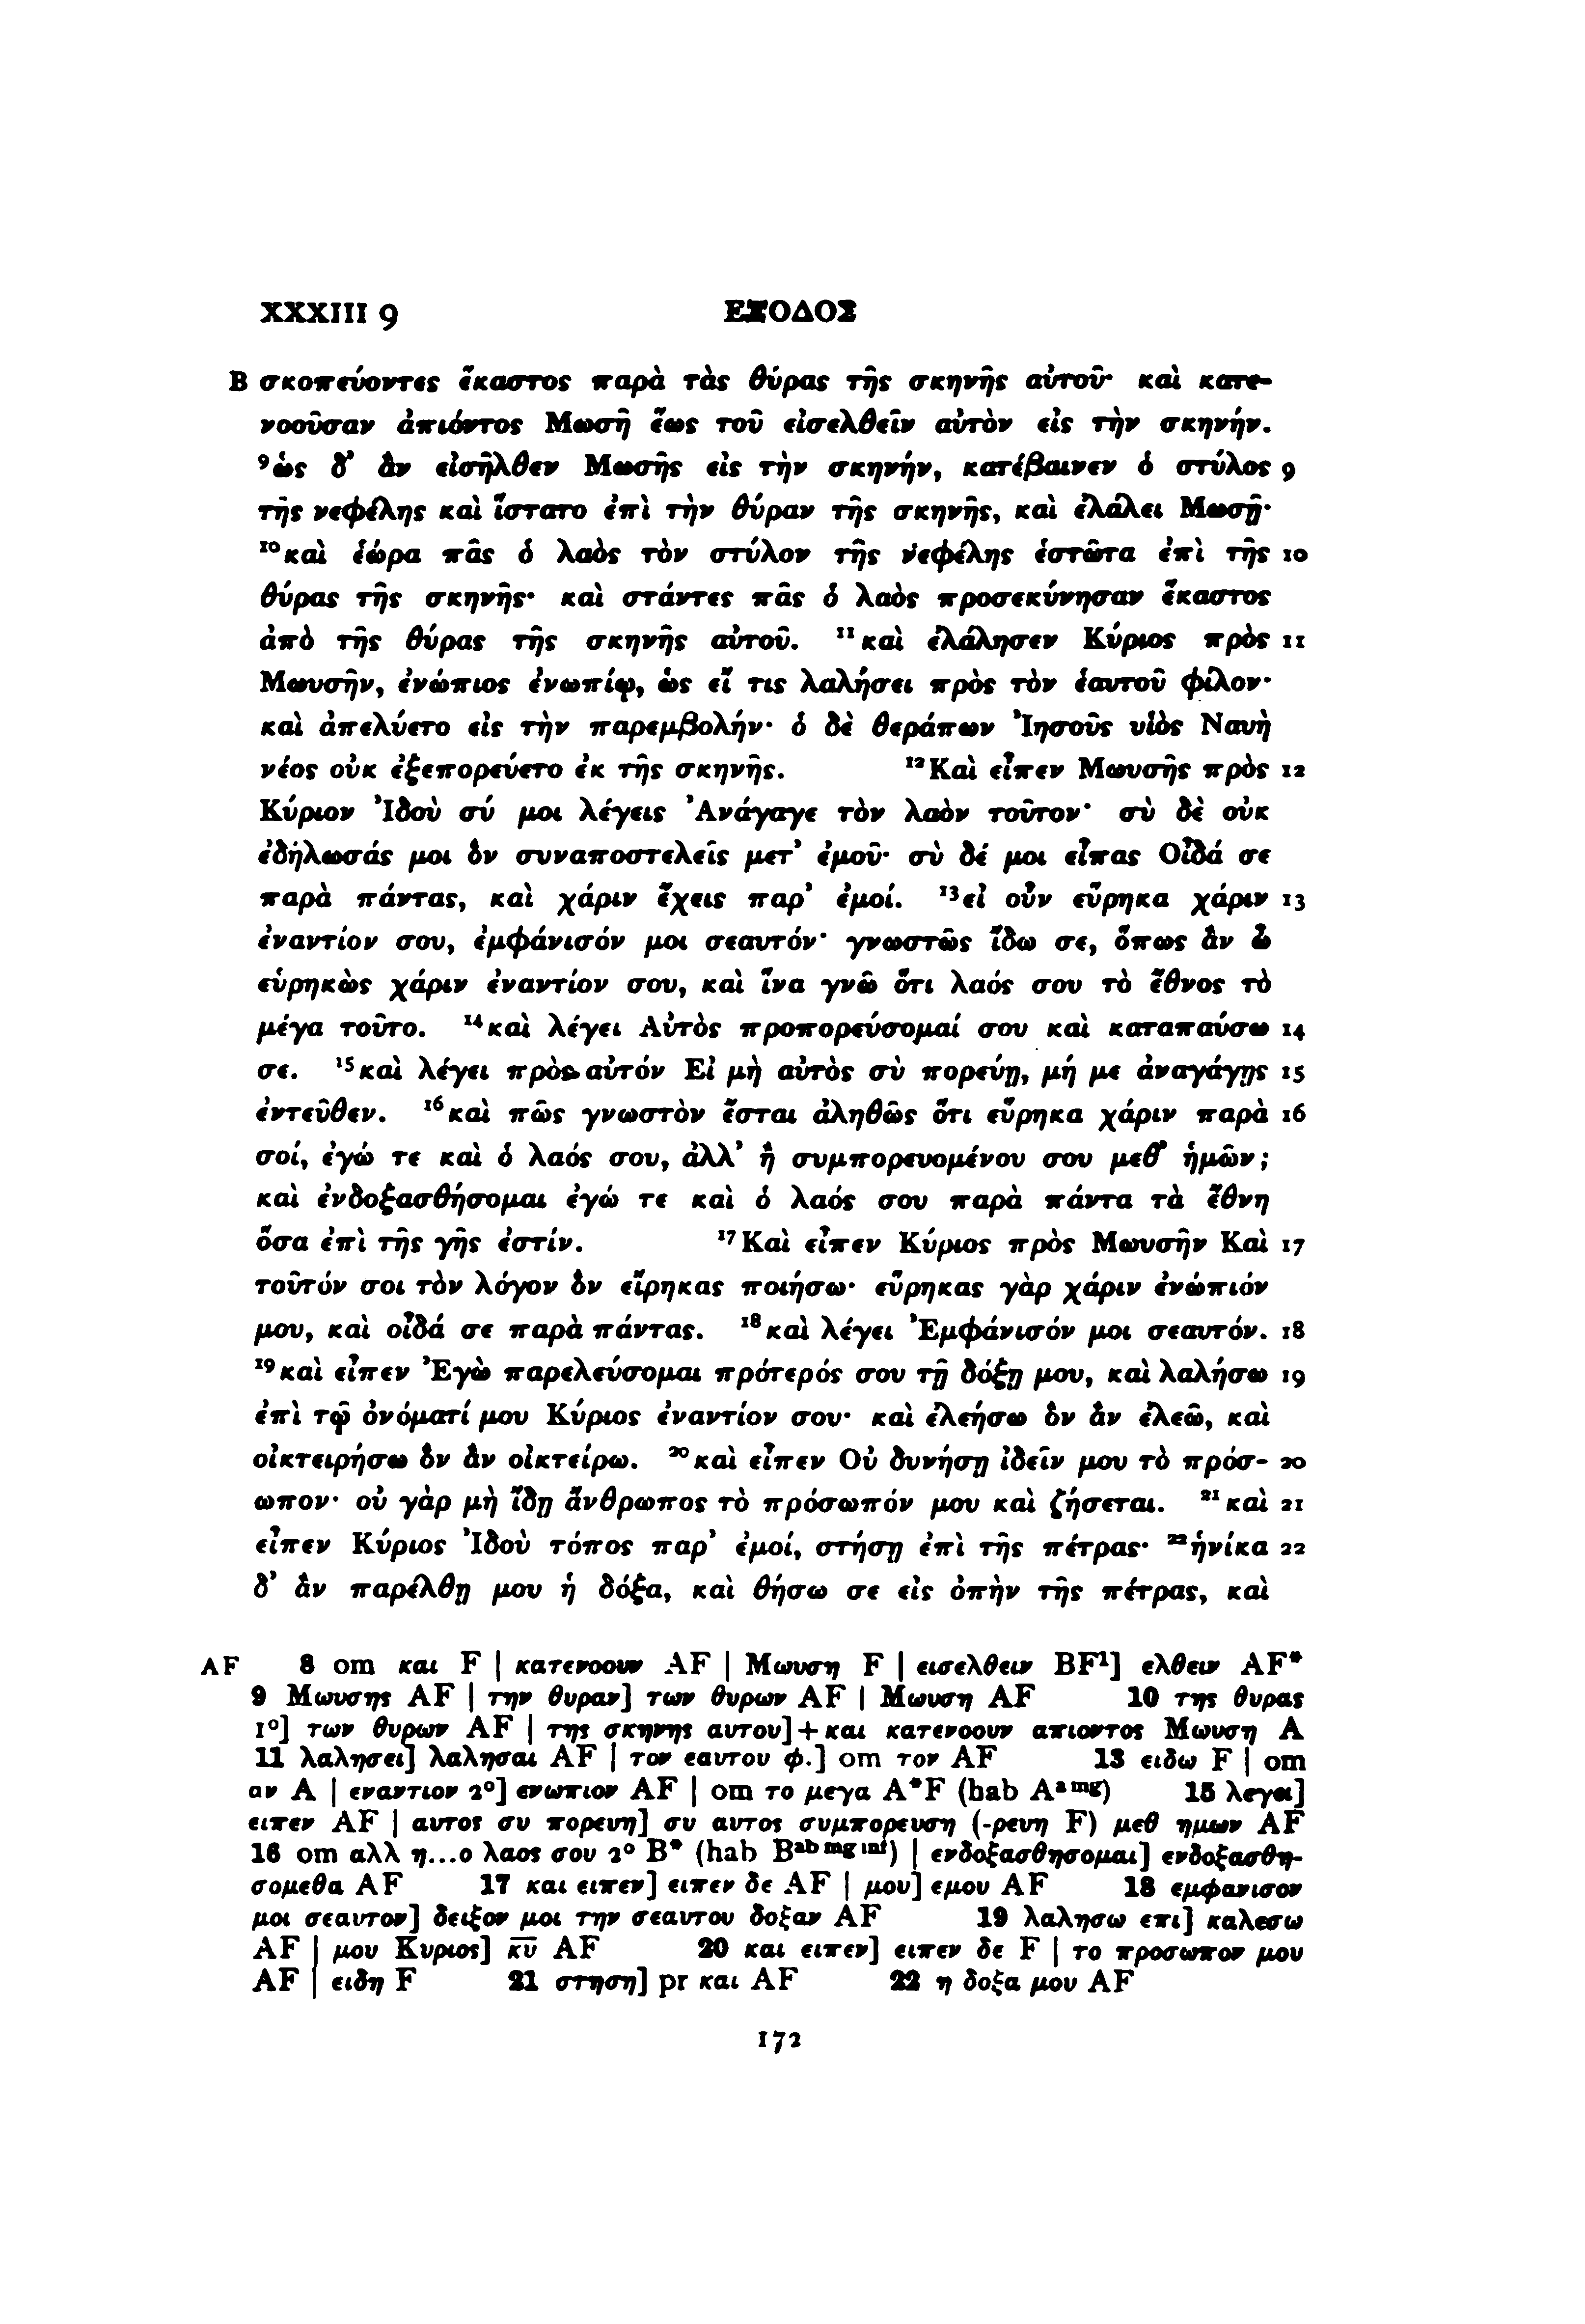 XXXIII 9 ΕΞΟΔΟΣ
B σκοπεύοντες ἕκαστος παρὰ τὰς θύρας τῆς σκηνῆς αὐτοῦ· καὶ κατε-
νοοῦσαν ἀπιόντος Μωσῆ ἕως τοῦ εἰσελθεῖν αὐτὸν εἰς τὴν σκηνήν.
⁹ὡς δ᾽ ἂν εἰσῆλθεν Μωσῆς εἰς τὴν σκηνήν, κατέβαινεν ὁ στύλος 9
τῆς νεφέλης καὶ ἵστατο ἐπὶ τὴν θύραν τῆς σκηνῆς, καὶ ἐλάλει Μωσῇ·
¹⁰καὶ ἑώρα πᾶς ὁ λαὸς τὸν στύλον τῆς νεφέλης ἑστῶτα ἐπὶ τῆς 10
θύρας τῆς σκηνῆς· καὶ στάντες πᾶς ὁ λαὸς προσεκύνησαν ἕκαστος
ἀπὸ τῆς θύρας τῆς σκηνῆς αὐτοῦ. ¹¹καὶ ἐλάλησεν Κύριος πρὸς 11
Μωυσῆν, ἐνώπιος ἐνωπίῳ, ὡς εἴ τις λαλήσει πρὸς τὸν ἑαυτοῦ φίλον·
καὶ ἀπελύετο εἰς τὴν παρεμβολήν· ὁ δὲ θεράπων Ἰησοῦς υἱὸς Ναυὴ
νέος οὐκ ἐξεπορεύετο ἐκ τῆς σκηνῆς. ¹²Καὶ εἶπεν Μωυσῆς πρὸς 12
Κύριον Ἰδοὺ σύ μοι λέγεις Ἀνάγαγε τὸν λαὸν τοῦτον· σὺ δὲ οὐκ
ἐδήλωσάς μοι ὃν συναποστελεῖς μετ᾽ ἐμοῦ· σὺ δέ μοι εἶπας Οἶδά σε
παρὰ πάντας, καὶ χάριν ἔχεις παρ᾽ ἐμοί. ¹³εἰ οὖν εὕρηκα χάριν 13
ἐναντίον σου, ἐμφάνισόν μοι σεαυτόν· γνωστῶς ἴδω σε, ὅπως ἂν ὦ
εὑρηκὼς χάριν ἐναντίον σου, καὶ ἵνα γνῶ ὅτι λαός σου τὸ ἔθνος τὸ
μέγα τοῦτο. ¹⁴καὶ λέγει Αὐτὸς προπορεύσομαί σου καὶ καταπαύσω 14
σε. ¹⁵καὶ λέγει πρὸς αὐτόν Εἰ μὴ αὐτὸς σὺ πορεύῃ, μή με ἀναγάγῃς 15
ἐντεῦθεν. ¹⁶καὶ πῶς γνωστὸν ἔσται ἀληθῶς ὅτι εὕρηκα χάριν παρὰ 16
σοί, ἐγώ τε καὶ ὁ λαός σου, ἀλλ᾽ ἢ συμπορευομένου σου μεθ᾽ ἡμῶν;
καὶ ἐνδοξασθήσομαι ἐγώ τε καὶ ὁ λαός σου παρὰ πάντα τὰ ἔθνη
ὅσα ἐπὶ τῆς γῆς ἐστίν. ¹⁷Καὶ εἶπεν Κύριος πρὸς Μωυσῆν Καὶ 17
τοῦτόν σοι τὸν λόγον ὃν εἴρηκας ποιήσω· εὕρηκας γὰρ χάριν ἐνώπιόν
μου, καὶ οἶδά σε παρὰ πάντας. ¹⁸καὶ λέγει Ἐμφάνισόν μοι σεαυτόν. 18
¹⁹καὶ εἶπεν Ἐγὼ παρελεύσομαι πρότερός σου τῇ δόξῃ μου, καὶ λαλήσω 19
ἐπὶ τῷ ὀνόματί μου Κύριος ἐναντίον σου· καὶ ἐλεήσω ὃν ἂν ἐλεῶ, καὶ
οἰκτειρήσω ὃν ἂν οἰκτείρω. ²⁰καὶ εἶπεν Οὐ δυνήσῃ ἰδεῖν μου τὸ πρόσ- 20
ωπον· οὐ γὰρ μὴ ἴδῃ ἄνθρωπος τὸ πρόσωπόν μου καὶ ζήσεται. ²¹καὶ 21
εἶπεν Κύριος Ἰδοὺ τόπος παρ᾽ ἐμοί, στήσῃ ἐπὶ τῆς πέτρας· ²²ἡνίκα 22
δ᾽ ἂν παρέλθῃ μου ἡ δόξα, καὶ θήσω σε εἰς ὀπὴν τῆς πέτρας, καὶ
AF 8 om και F | κατενοουν AF | Μωυση F | εισελθειν BF¹] ελθειν AF*
9 Μωυσης AF | την θυραν] των θυρων AF | Μωυση AF 10 της θυρας
1°] των θυρων AF | της σκηνης αυτου]+και κατενοουν απιοντος Μωυση A
11 λαλησει] λαλησαι AF | τον εαυτου φ.] om τον AF 13 ειδω F | om
αν A | εναντιον 2°] ενωπιον AF | om το μεγα A*F (hab Aᵃ ᵐᵍ) 15 λεγει]
ειπεν AF | αυτος συ πορευη] συ αυτος συμπορευση (-ρευη F) μεθ ημων AF
16 om αλλ η...ο λαος σου 2° B* (hab Bᵃᵇ ᵐᵍ ⁱⁿᶠ) | ενδοξασθησομαι] ενδοξασθη-
σομεθα AF 17 και ειπεν] ειπεν δε AF | μου] εμου AF 18 εμφανισον
μοι σεαυτον] δειξον μοι την σεαυτου δοξαν AF 19 λαλησω επι] καλεσω
AF | μου Κυριος] κ̅υ̅ AF 20 και ειπεν] ειπεν δε F | το προσωπον μου
AF | ειδη F 21 στηση] pr και AF 22 η δοξα μου AF
172